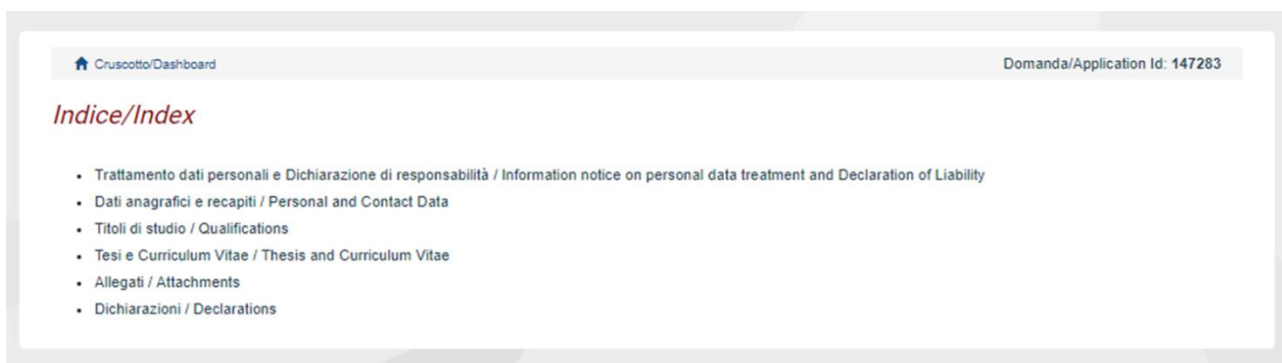 Cruscotto/Dashboard
Domanda/Application Id: 147283
Indice/Index
Trattamento dati personali e Dichiarazione di responsabilità / Information notice on personal data treatment and Declaration of Liability
Dati anagrafici e recapiti / Personal and Contact Data
Titoli di studio / Qualifications
Tesi e Curriculum Vitae / Thesis and Curriculum Vitae
Allegati / Attachments
Dichiarazioni / Declarations